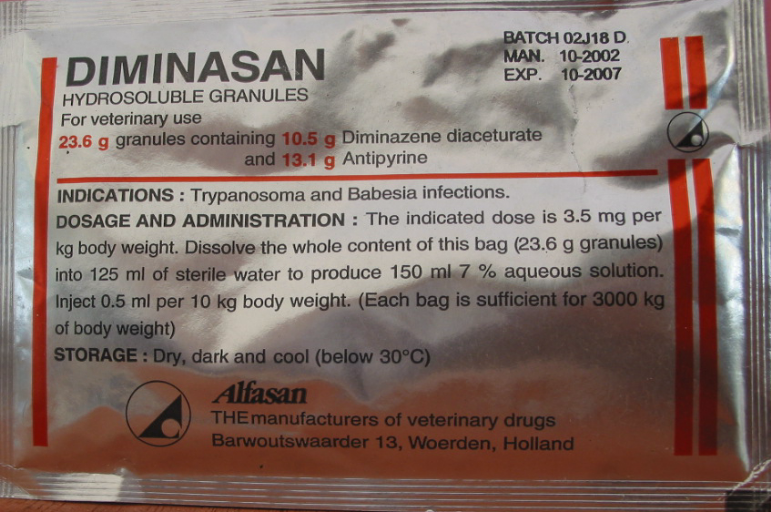 DIMINASAN
HYDROSOLUBLE GRANULES
For veterinary use
23.6 g granules containing 10.5 g Diminazene diaceturate
and 13.1 g Antipyrine
BATCH 02J18 D.
MAN. 10-2002
EXP. 10-2007
INDICATIONS : Trypanosoma and Babesia infections.
DOSAGE AND ADMINISTRATION : The indicated dose is 3.5 mg per
kg body weight. Dissolve the whole content of this bag (23.6 g granules)
into 125 ml of sterile water to produce 150 ml 7 % aqueous solution.
Inject 0.5 ml per 10 kg body weight. (Each bag is sufficient for 3000 kg
of body weight)
STORAGE : Dry, dark and cool (below 30°C)
Alfasan
THE manufacturers of veterinary drugs
Barwoutswaarder 13, Woerden, Holland